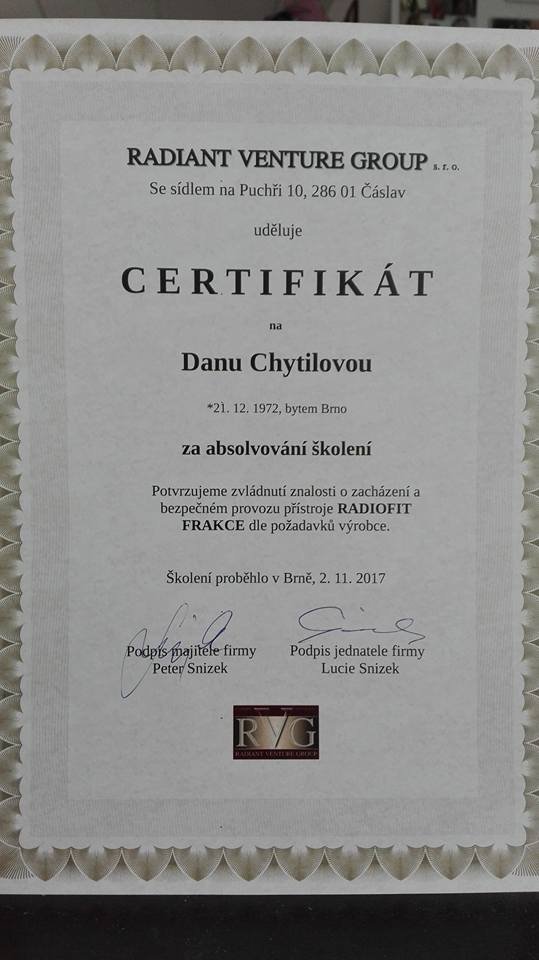 RADIANT VENTURE GROUP s. r. o.
Se sídlem na Puchři 10, 286 01 Čáslav
uděluje
CERTIFIKÁT
na
Danu Chytilovou
*21. 12. 1972, bytem Brno
za absolvování školení
Potvrzujeme zvládnutí znalosti o zacházení a
bezpečném provozu přístroje RADIOFIT
FRAKCE dle požadavků výrobce.
Školení proběhlo v Brně, 2. 11. 2017
Podpis majitele firmy
Peter Snizek
Podpis jednatele firmy
Lucie Snizek
RVG
RADIANT VENTURE GROUP